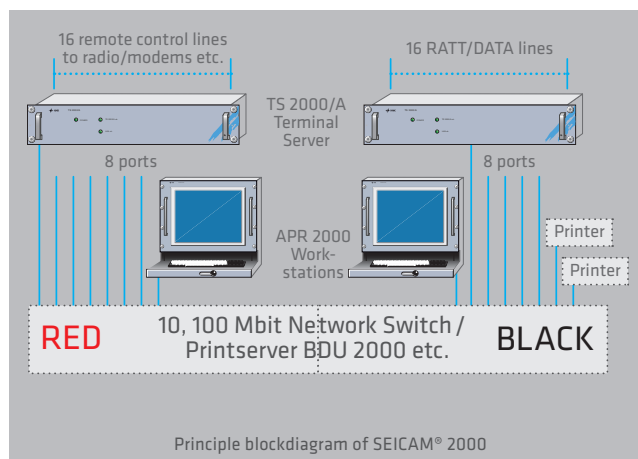 16 remote control lines
to radio/modems etc.
16 RATT/DATA lines
TS 2000/A
Terminal
Server
8 ports
8 ports
APR 2000
Work-
stations
Printer
Printer
RED
10, 100 Mbit Network Switch /
Printserver BDU 2000 etc.
BLACK
Principle blockdiagram of SEICAM® 2000